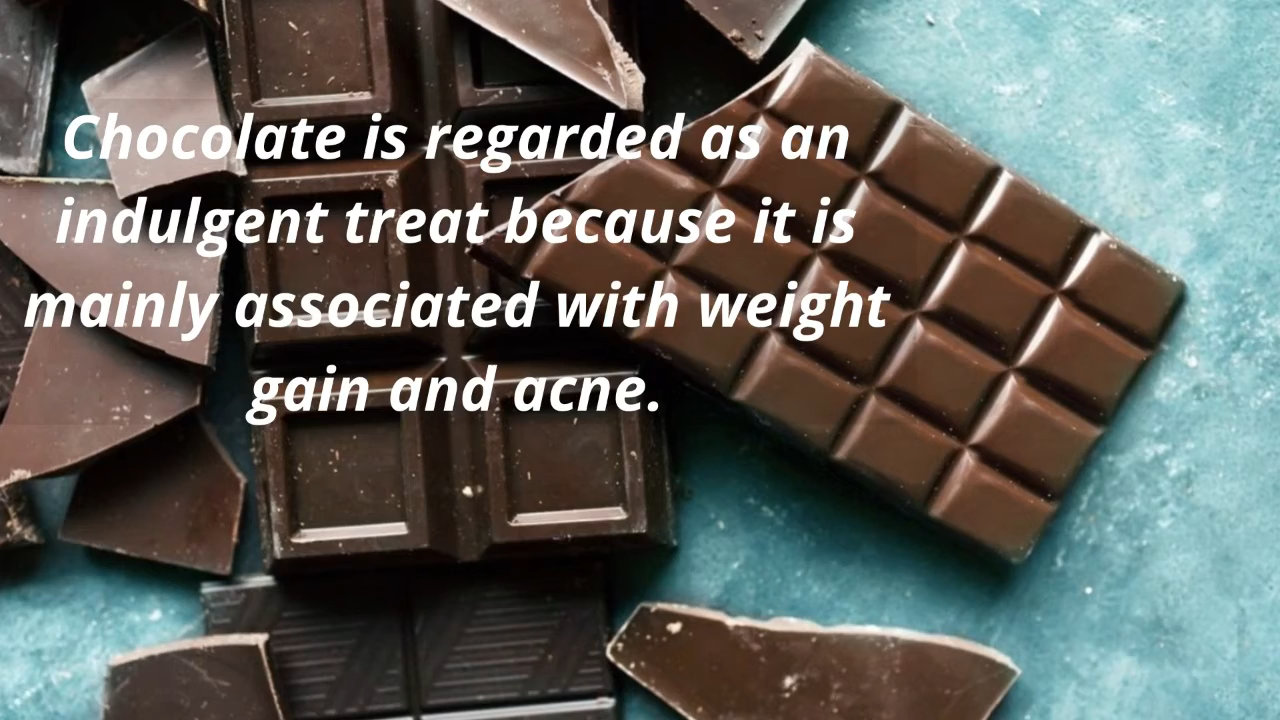 Chocolate is regarded as an
indulgent treat because it is
mainly associated with weight
gain and acne.